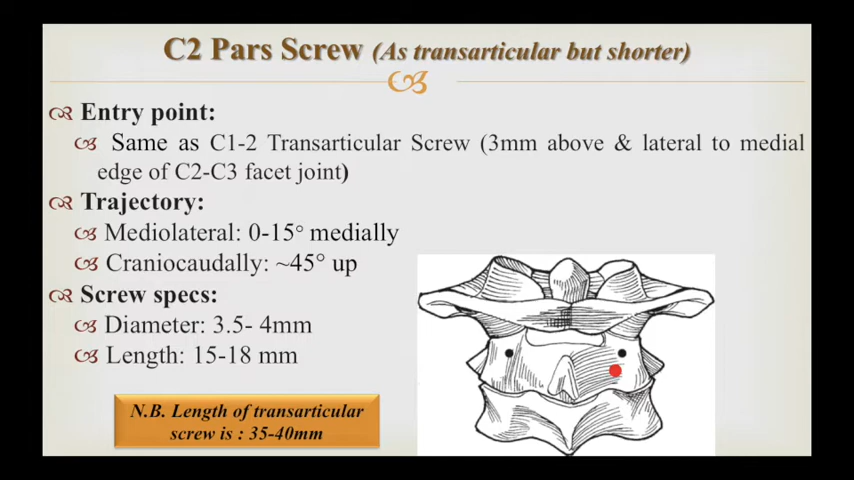 C2 Pars Screw (As transarticular but shorter)
Entry point:
Same as C1-2 Transarticular Screw (3mm above & lateral to medial
edge of C2-C3 facet joint)
Trajectory:
Mediolateral: 0-15° medially
Craniocaudally: ~45° up
Screw specs:
Diameter: 3.5- 4mm
Length: 15-18 mm
N.B. Length of transarticular
screw is : 35-40mm